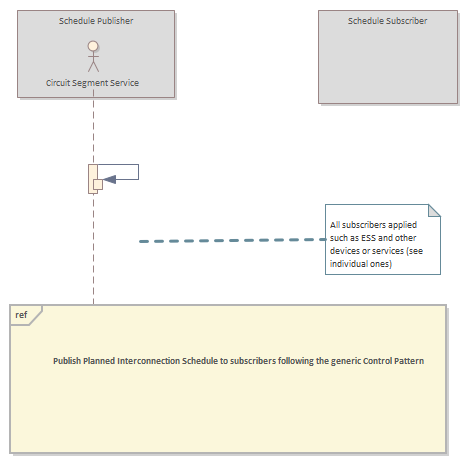 Schedule Publisher
Schedule Subscriber
Circuit Segment Service
All subscribers applied
such as ESS and other
devices or services (see
individual ones)
ref
Publish Planned Interconnection Schedule to subscribers following the generic Control Pattern